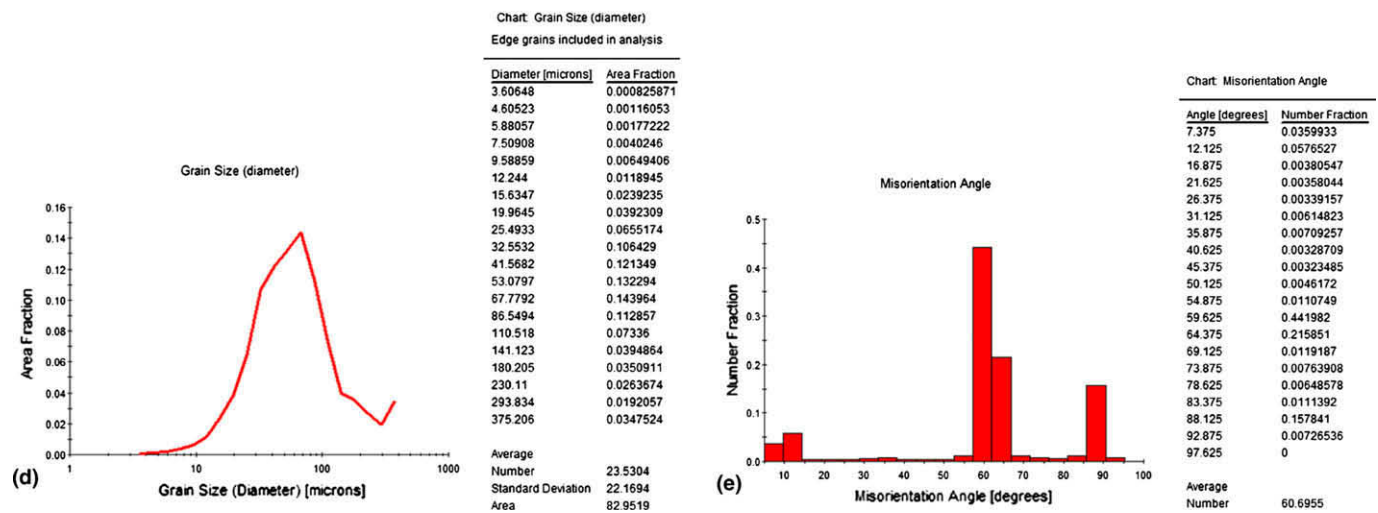 Chart: Grain Size (diameter)
Edge grains included in analysis
Diameter [microns] Area Fraction
3.60648 0.000825871
4.60523 0.00116053
5.88057 0.00177222
7.50908 0.0040246
9.58859 0.00649406
12.244 0.0118945
15.6347 0.0239235
19.9645 0.0392309
25.4933 0.0655174
32.5532 0.106429
41.5682 0.121349
53.0797 0.132294
67.7792 0.143964
86.5494 0.112857
110.518 0.07336
141.123 0.0394864
180.205 0.0350911
230.11 0.0263674
293.834 0.0192057
375.206 0.0347524
Average
Number 23.5304
Standard Deviation 22.1694
Area 82.9519
Grain Size (diameter)
Area Fraction
0.16
0.14
0.12
0.10
0.08
0.06
0.04
0.02
0.00
1 10 100 1000
(d) Grain Size (Diameter) [microns]
Misorientation Angle
Number Fraction
0.5
0.4
0.3
0.2
0.1
0.0
10 20 30 40 50 60 70 80 90 100
(e) Misorientation Angle [degrees]
Chart: Misorientation Angle
Angle [degrees] Number Fraction
7.375 0.0359933
12.125 0.0576527
16.875 0.00380547
21.625 0.00358044
26.375 0.00339157
31.125 0.00614823
35.875 0.00709257
40.625 0.00328709
45.375 0.00323485
50.125 0.0046172
54.875 0.0110749
59.625 0.441982
64.375 0.215851
69.125 0.0119187
73.875 0.00763908
78.625 0.00648578
83.375 0.0111392
88.125 0.157841
92.875 0.00726536
97.625 0
Average
Number 60.6955